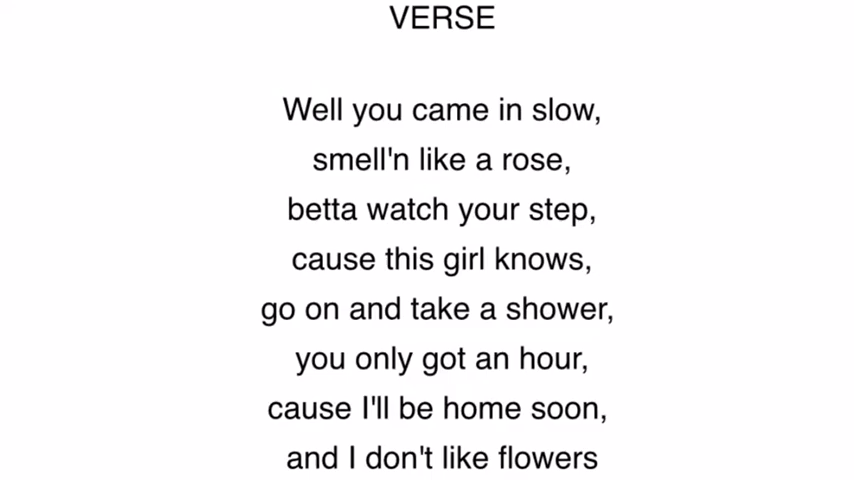 VERSE
Well you came in slow,
smell'n like a rose,
betta watch your step,
cause this girl knows,
go on and take a shower,
you only got an hour,
cause I'll be home soon,
and I don't like flowers